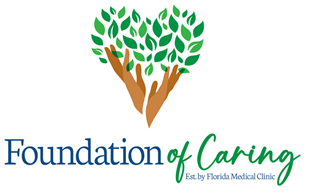 Foundation of Caring
Est. by Florida Medical Clinic